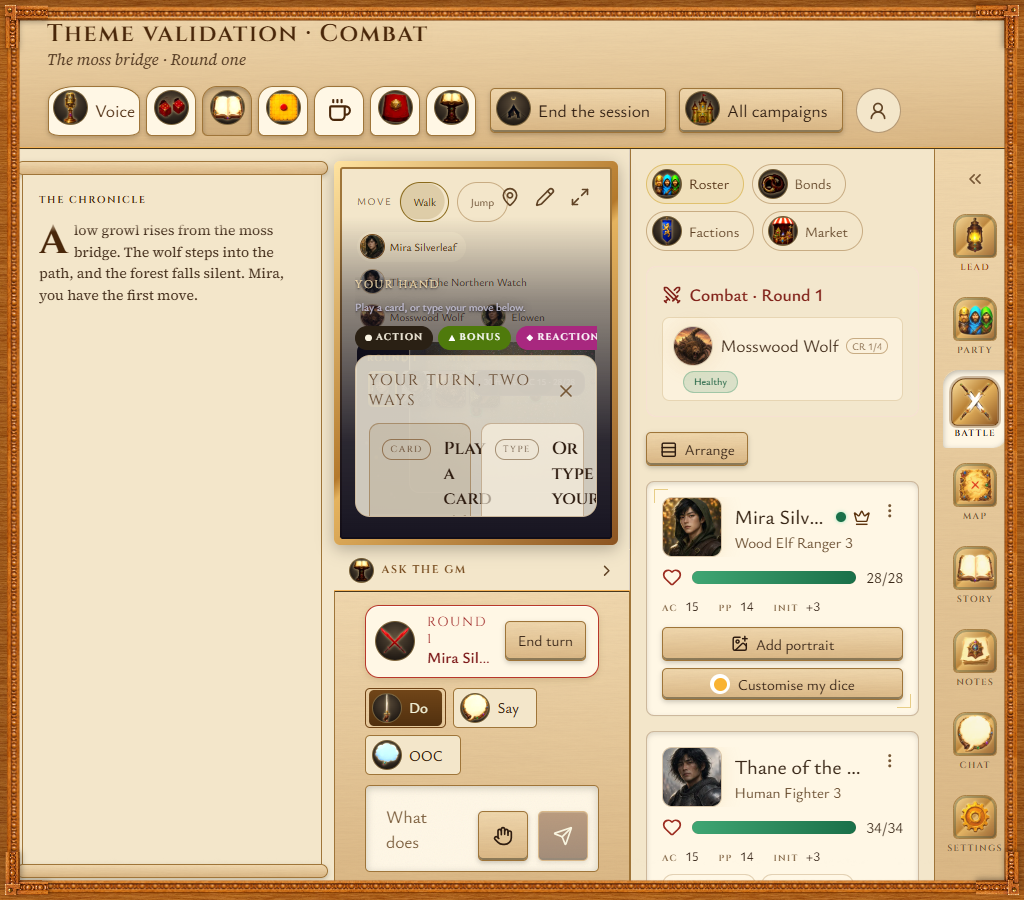 Theme validation · Combat
The moss bridge · Round one
Voice
End the session
All campaigns
THE CHRONICLE
A low growl rises from the moss
bridge. The wolf steps into the
path, and the forest falls silent. Mira,
you have the first move.
MOVE
Walk
Jump
Mira Silverleaf
Thane of the Northern Watch
YOUR HAND
Play a card, or type your move below.
Mosswood Wolf
Elowen
ACTION
BONUS
REACTION
YOUR TURN, TWO
WAYS
CARD
PLAY
A
CARD
TYPE
OR
TYPE
YOUR
ASK THE GM
ROUND
1
Mira Sil...
End turn
Do
Say
OOC
What
does
Roster
Bonds
Factions
Market
Combat · Round 1
Mosswood Wolf
CR 1/4
Healthy
Arrange
Mira Silv...
Wood Elf Ranger 3
28/28
AC 15 PP 14 INIT +3
Add portrait
Customise my dice
Thane of the ...
Human Fighter 3
34/34
AC 15 PP 14 INIT +3
LEAD
PARTY
BATTLE
MAP
STORY
NOTES
CHAT
SETTINGS